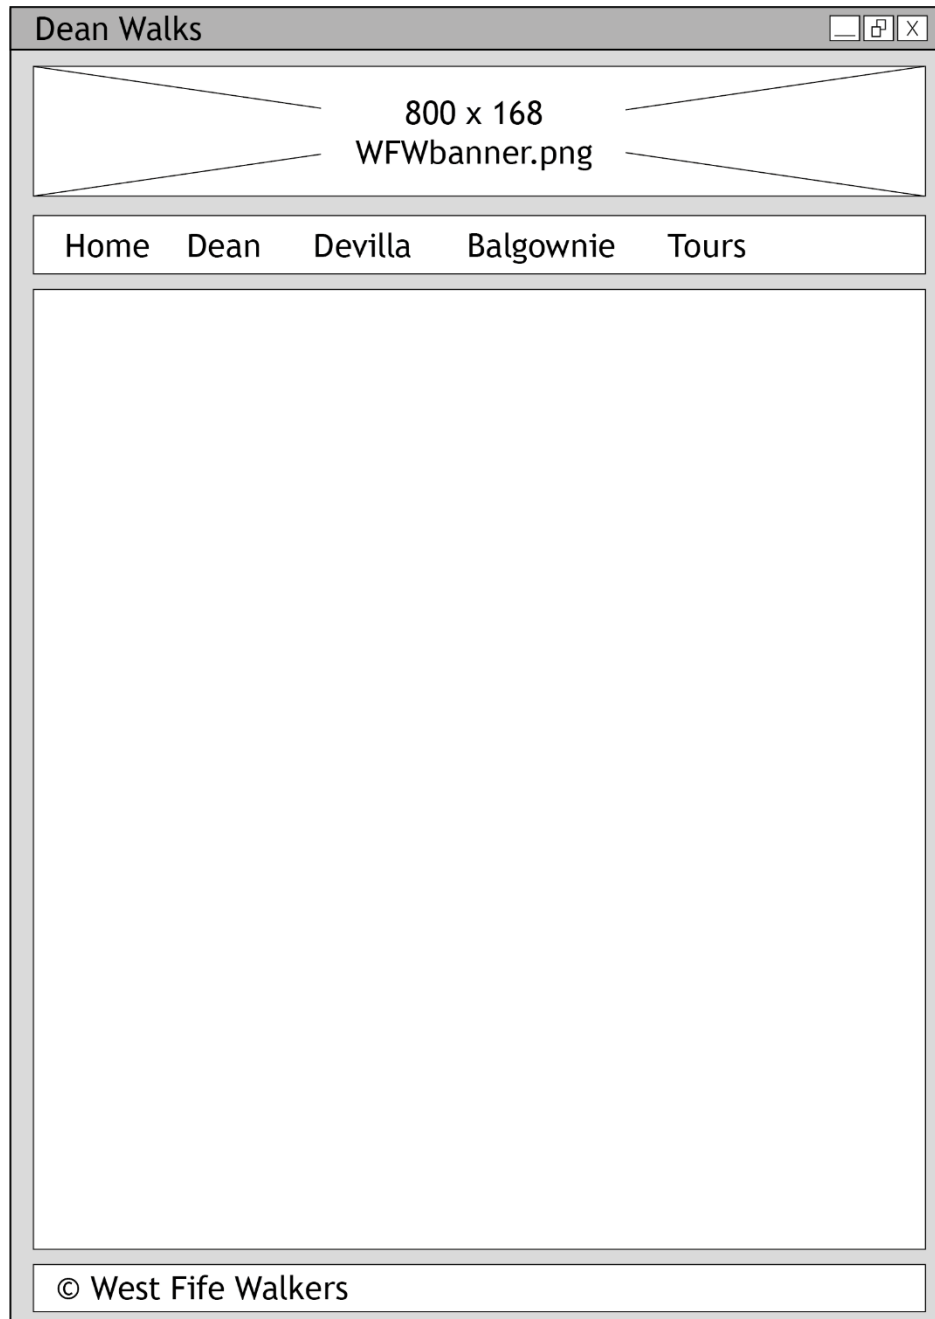 Dean Walks
800 x 168
WFWbanner.png
Home Dean Devilla Balgownie Tours
© West Fife Walkers